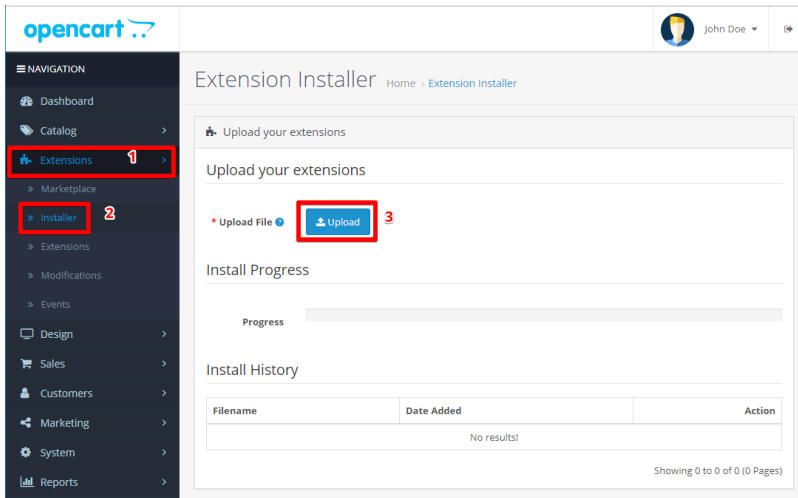 opencart
John Doe
NAVIGATION
Dashboard
Catalog
Extensions 1
» Marketplace
» Installer 2
» Extensions
» Modifications
» Events
Design
Sales
Customers
Marketing
System
Reports
Extension Installer Home › Extension Installer
Upload your extensions
Upload your extensions
* Upload File ? Upload 3
Install Progress
Progress
Install History
Filename Date Added Action
No results!
Showing 0 to 0 of 0 (0 Pages)